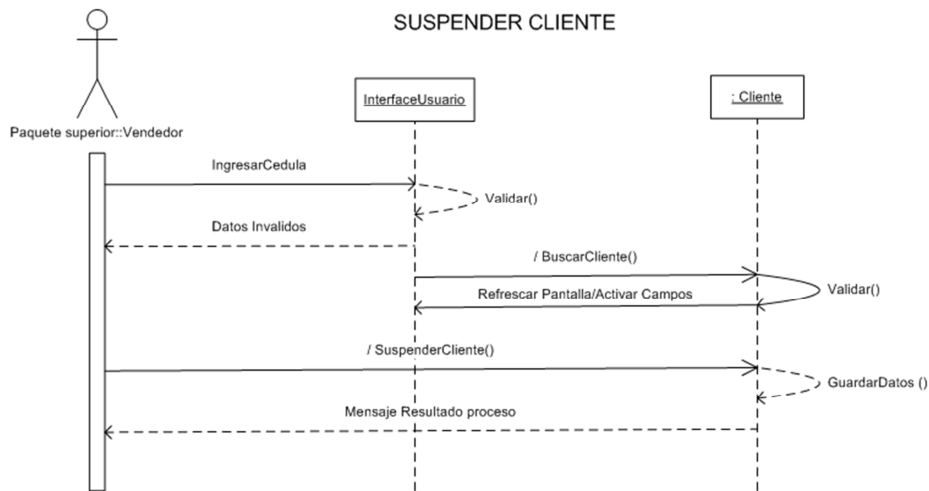 SUSPENDER CLIENTE
InterfaceUsuario
: Cliente
Paquete superior::Vendedor
IngresarCedula
Validar()
Datos Invalidos
/ BuscarCliente()
Refrescar Pantalla/Activar Campos
Validar()
/ SuspenderCliente()
GuardarDatos ()
Mensaje Resultado proceso